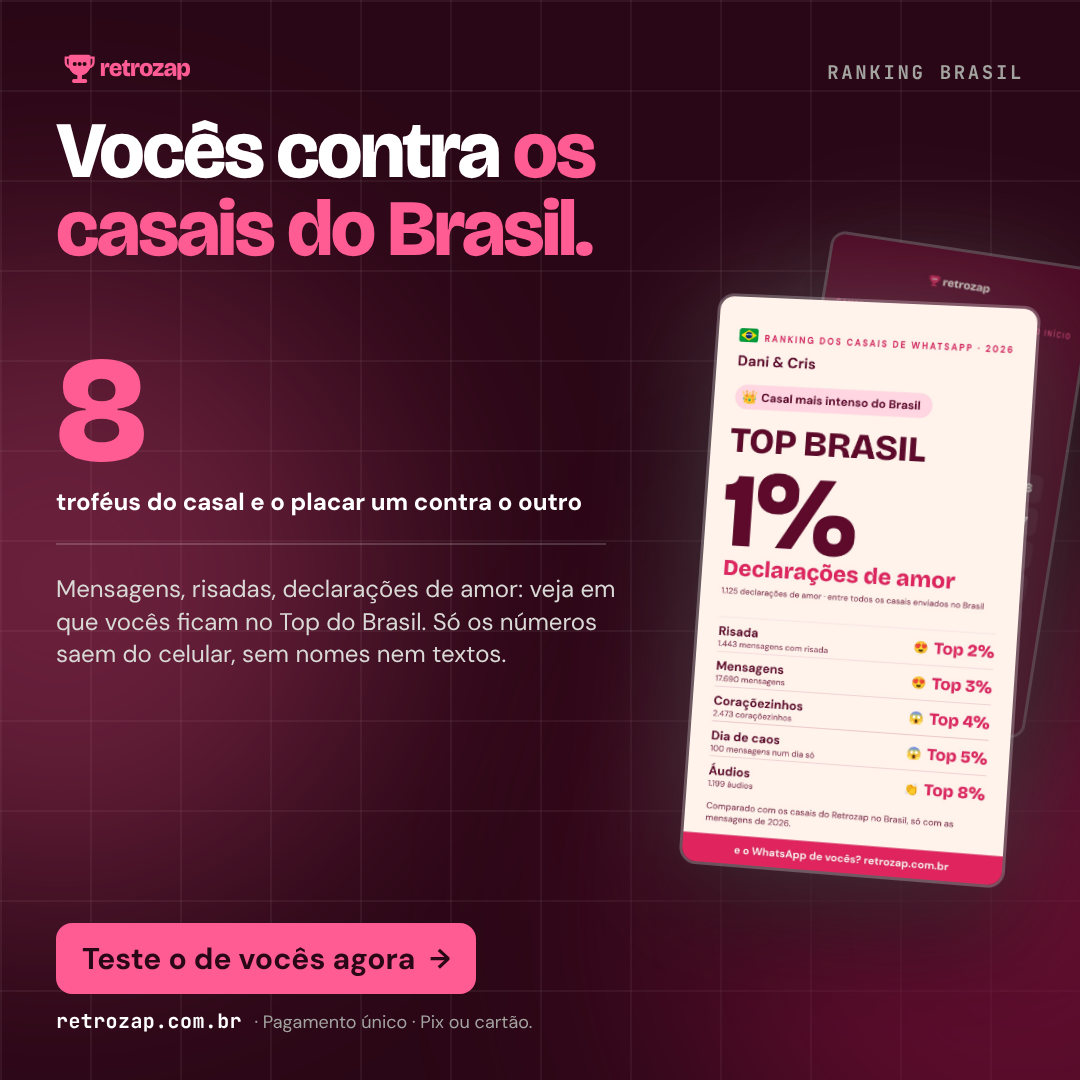 retrozap
RANKING BRASIL
Vocês contra os
casais do Brasil.
8
troféus do casal e o placar um contra o outro
Mensagens, risadas, declarações de amor: veja em
que vocês ficam no Top do Brasil. Só os números
saem do celular, sem nomes nem textos.
Teste o de vocês agora →
retrozap.com.br · Pagamento único · Pix ou cartão.
retrozap
INÍCIO
RANKING DOS CASAIS DE WHATSAPP · 2026
Dani & Cris
👑 Casal mais intenso do Brasil
TOP BRASIL
1%
Declarações de amor
1.125 declarações de amor · entre todos os casais enviados no Brasil
Risada
1.443 mensagens com risada
😍 Top 2%
Mensagens
17.690 mensagens
😍 Top 3%
Coraçõezinhos
2.473 coraçõezinhos
😱 Top 4%
Dia de caos
100 mensagens num dia só
😱 Top 5%
Áudios
1.199 áudios
👏 Top 8%
Comparado com os casais do Retrozap no Brasil, só com as
mensagens de 2026.
e o WhatsApp de vocês? retrozap.com.br